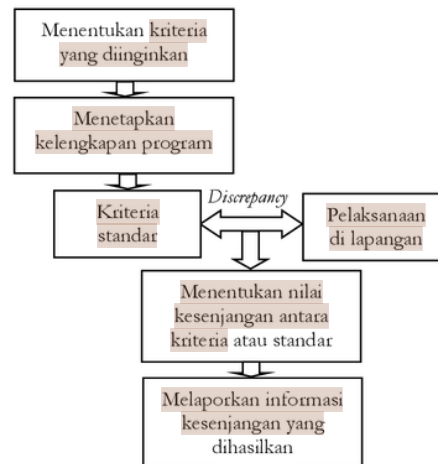 Menentukan kriteria
yang diinginkan
Menetapkan
kelengkapan program
Kriteria
standar
Discrepancy
Pelaksanaan
di lapangan
Menentukan nilai
kesenjangan antara
kriteria atau standar
Melaporkan informasi
kesenjangan yang
dihasilkan